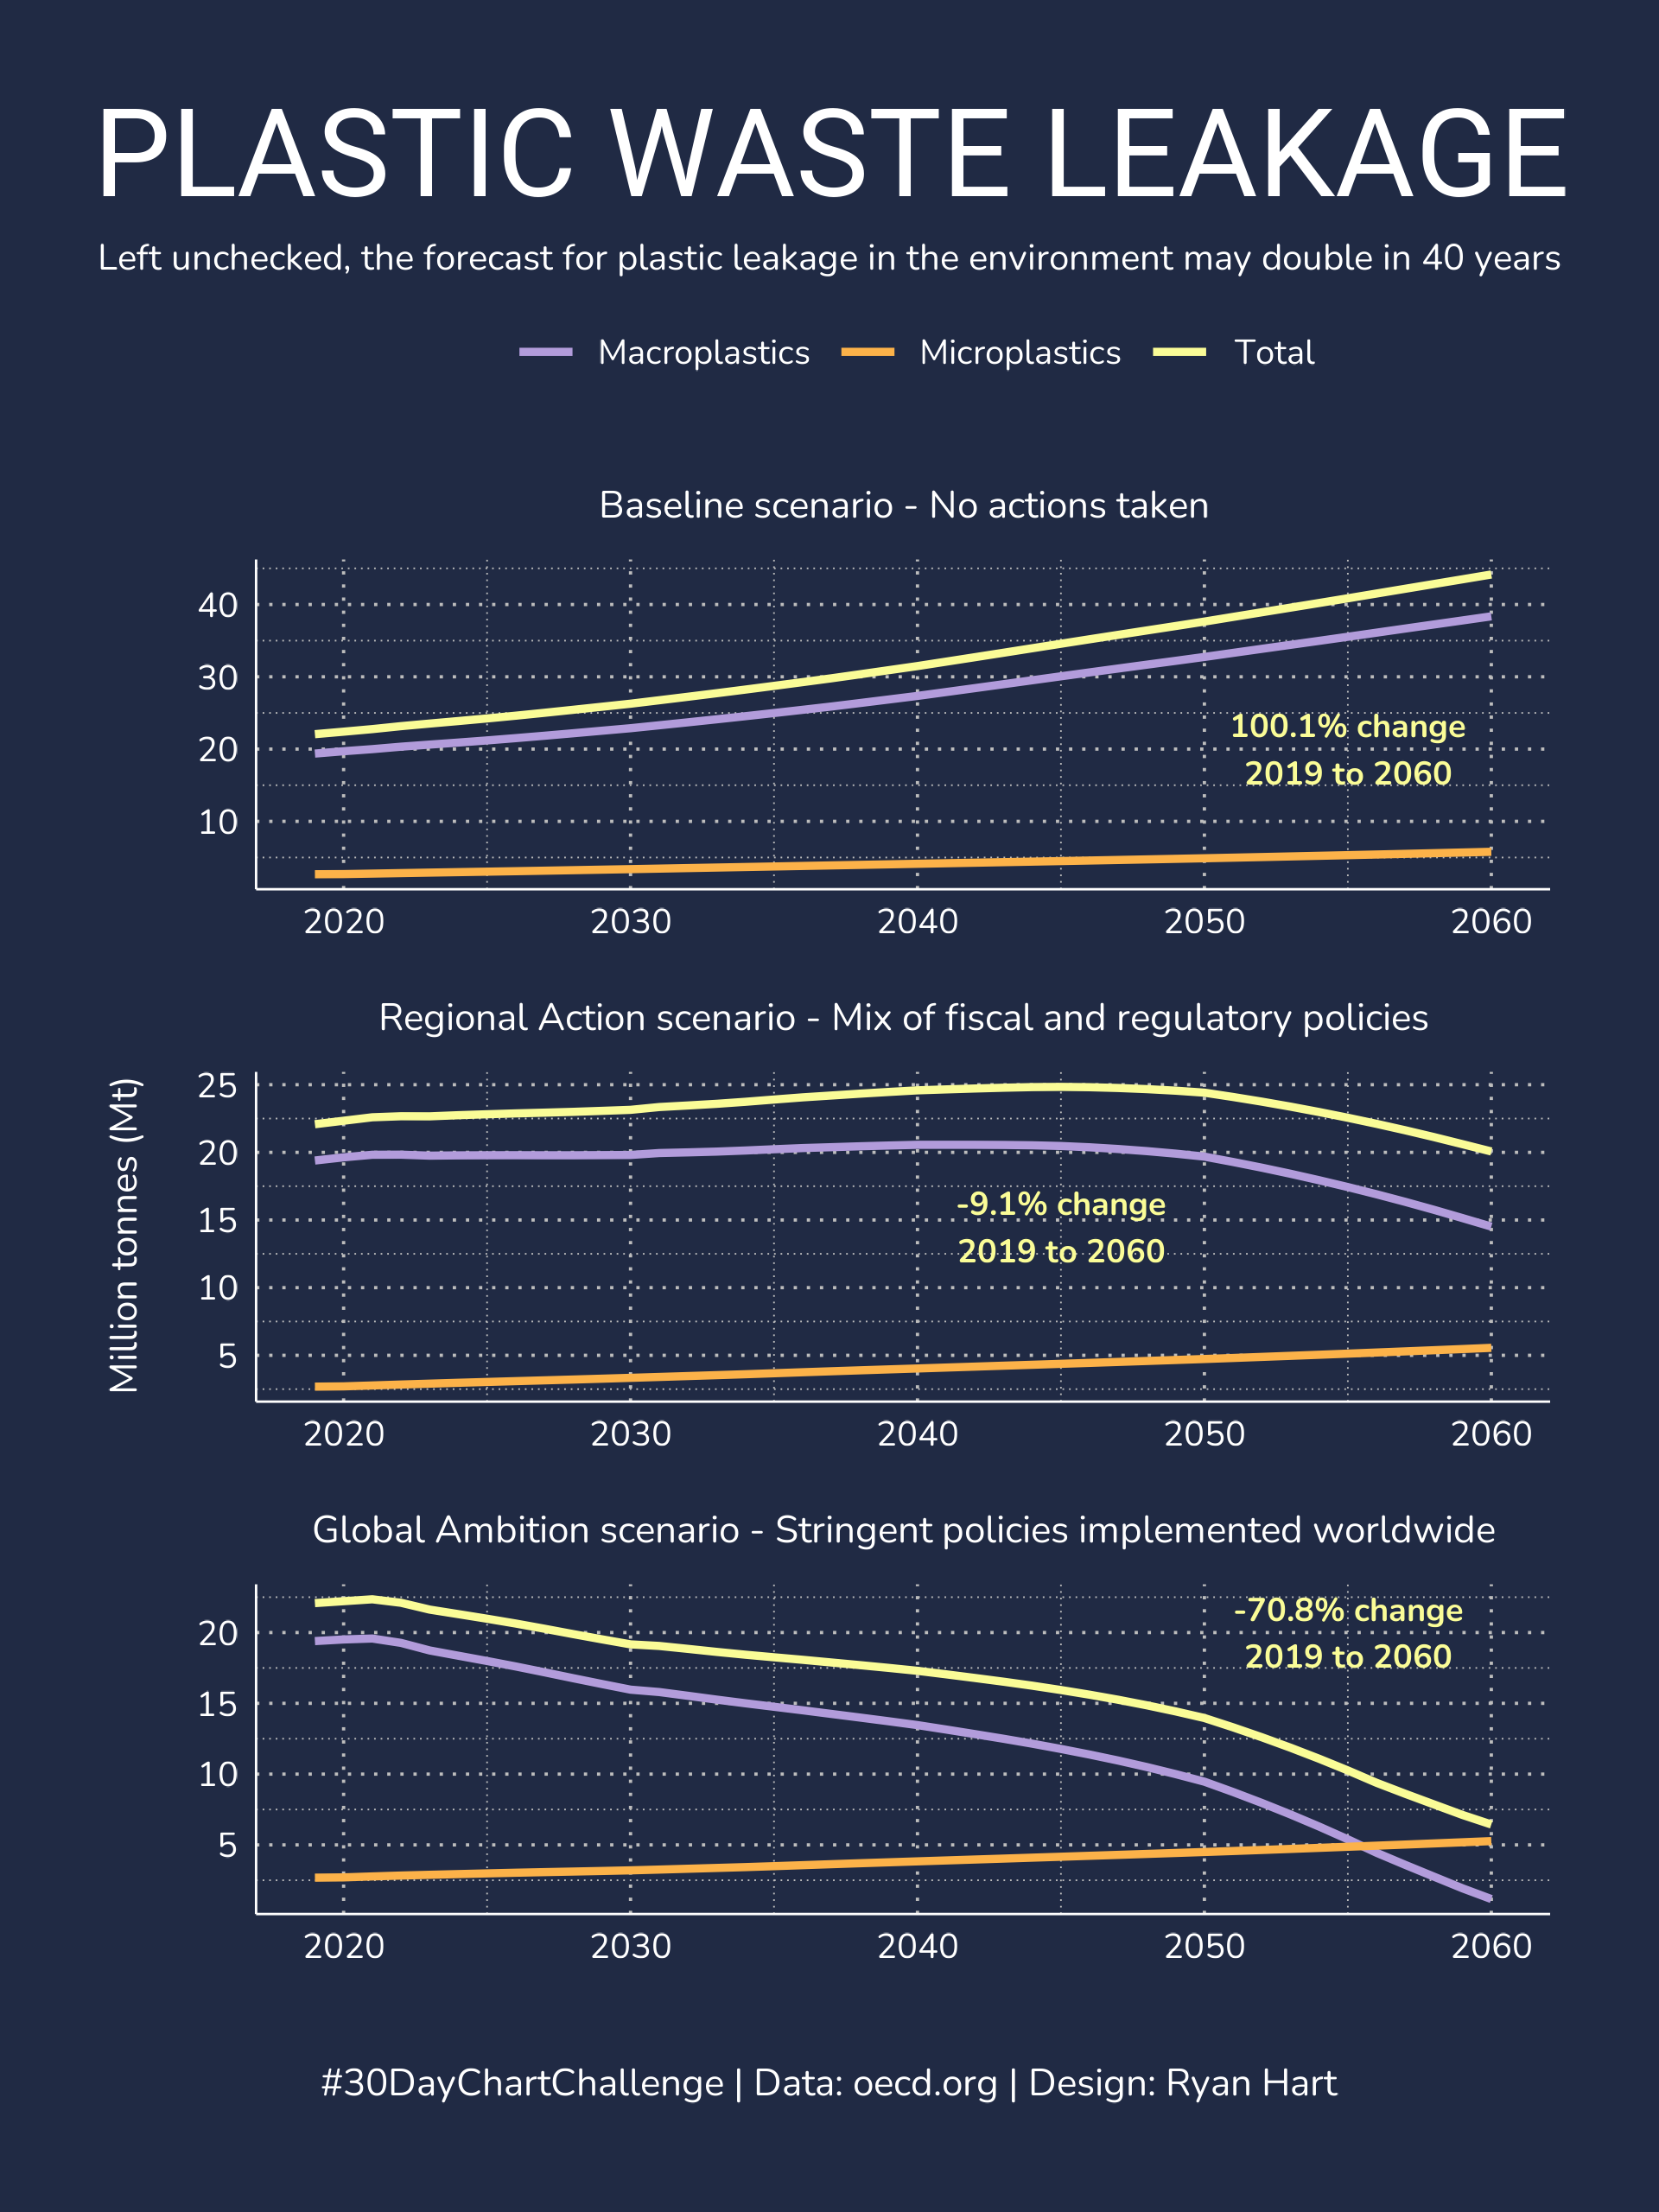 PLASTIC WASTE LEAKAGE
Left unchecked, the forecast for plastic leakage in the environment may double in 40 years
Macroplastics Microplastics Total
Baseline scenario - No actions taken
40
30
20
10
100.1% change
2019 to 2060
2020 2030 2040 2050 2060
Million tonnes (Mt)
Regional Action scenario - Mix of fiscal and regulatory policies
25
20
15
10
5
-9.1% change
2019 to 2060
2020 2030 2040 2050 2060
Global Ambition scenario - Stringent policies implemented worldwide
20
15
10
5
-70.8% change
2019 to 2060
2020 2030 2040 2050 2060
#30DayChartChallenge | Data: oecd.org | Design: Ryan Hart